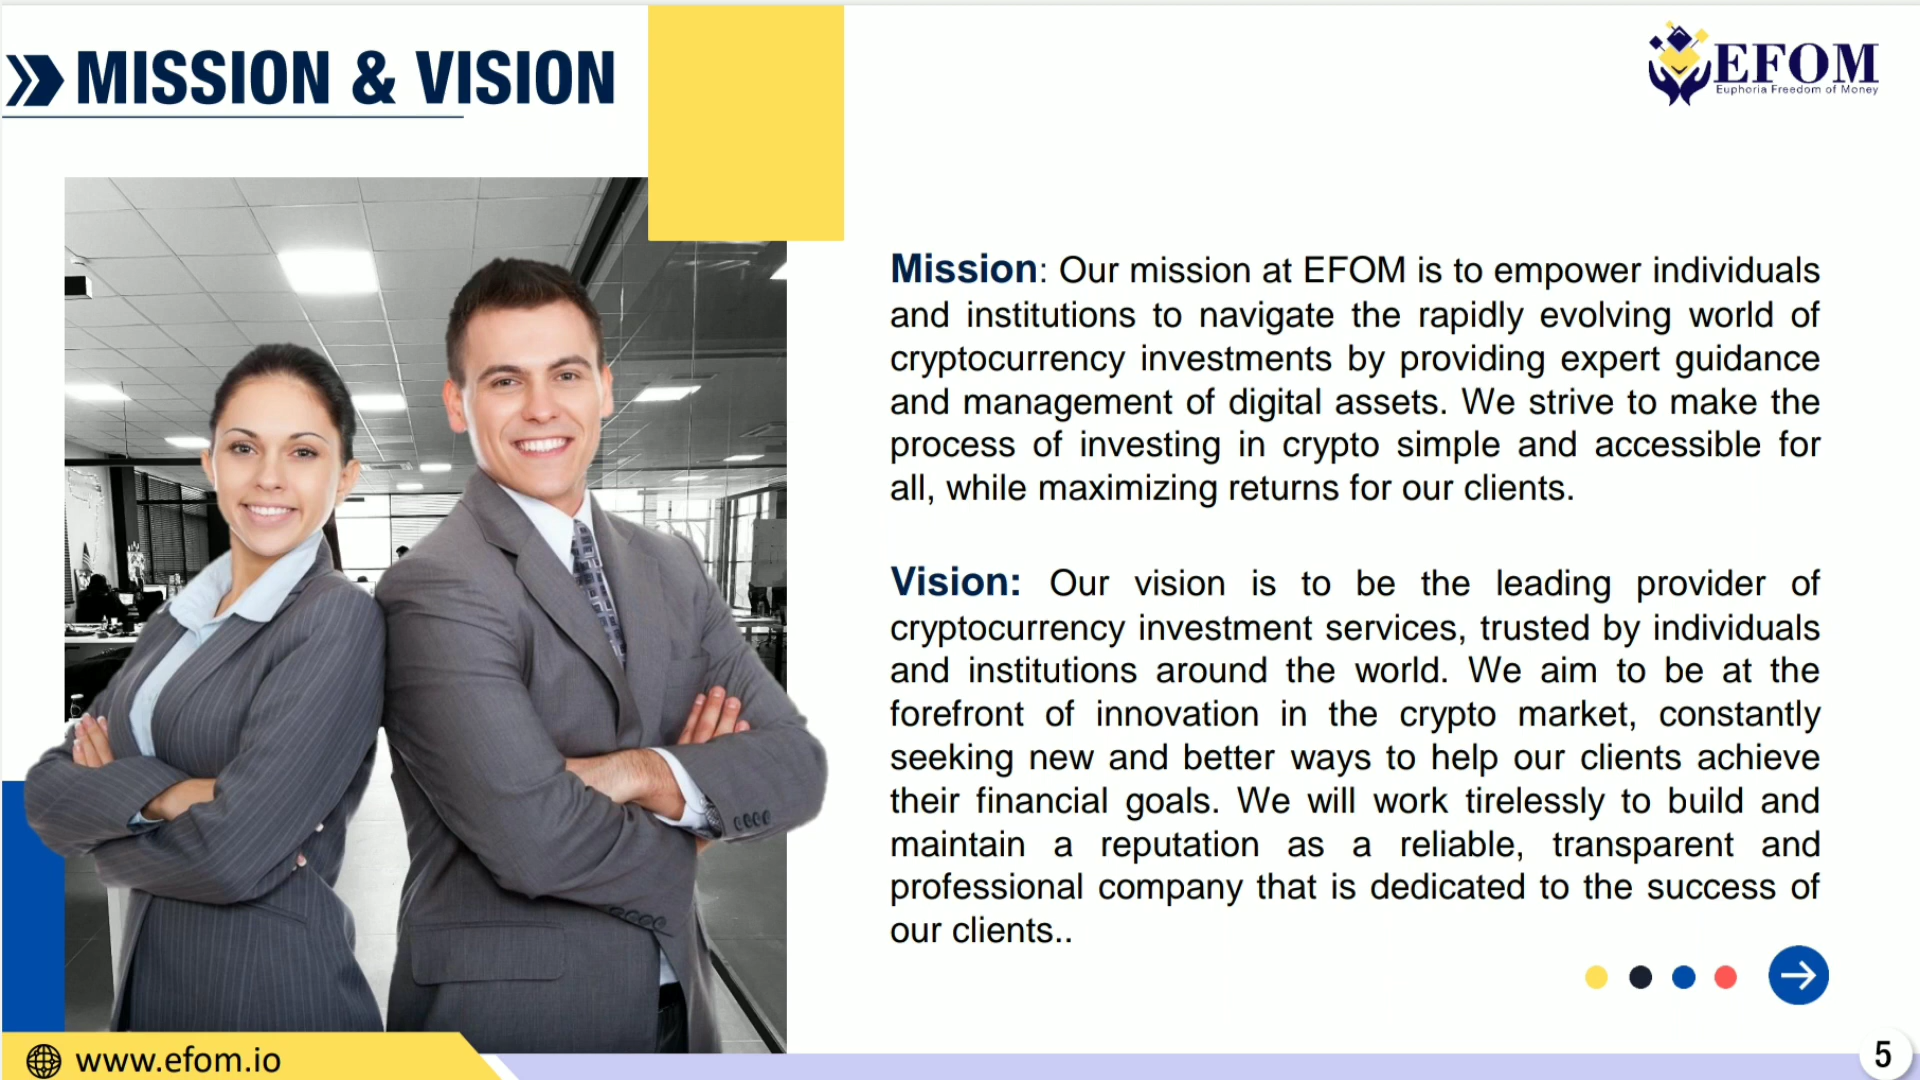 MISSION & VISION
EFOM
Euphoria Freedom of Money
Mission: Our mission at EFOM is to empower individuals
and institutions to navigate the rapidly evolving world of
cryptocurrency investments by providing expert guidance
and management of digital assets. We strive to make the
process of investing in crypto simple and accessible for
all, while maximizing returns for our clients.
Vision: Our vision is to be the leading provider of
cryptocurrency investment services, trusted by individuals
and institutions around the world. We aim to be at the
forefront of innovation in the crypto market, constantly
seeking new and better ways to help our clients achieve
their financial goals. We will work tirelessly to build and
maintain a reputation as a reliable, transparent and
professional company that is dedicated to the success of
our clients..
www.efom.io
5